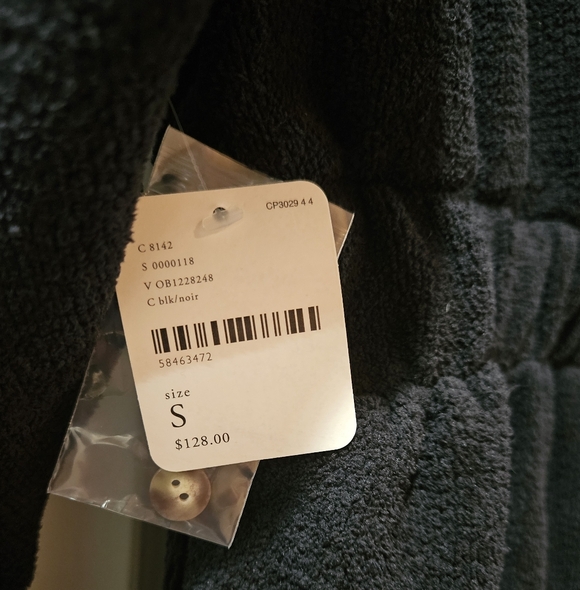 CP3029 4 4
C 8142
S 0000118
V OB1228248
C blk/noir
58463472
size
S
$128.00